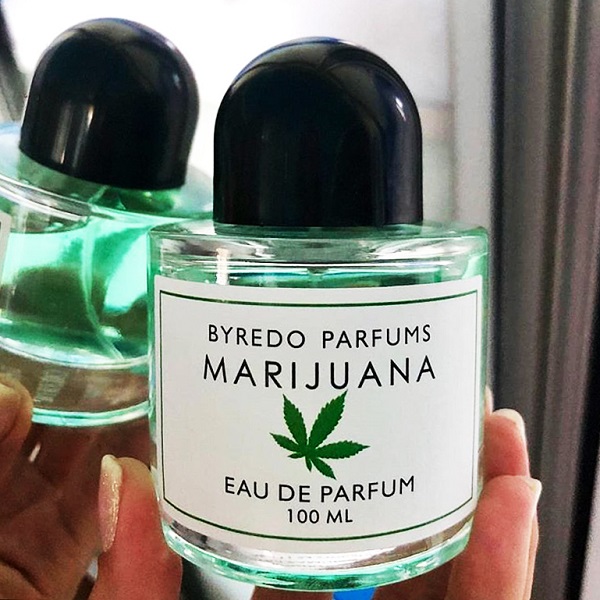 BYREDO PARFUMS
MARIJUANA
EAU DE PARFUM
100 ML